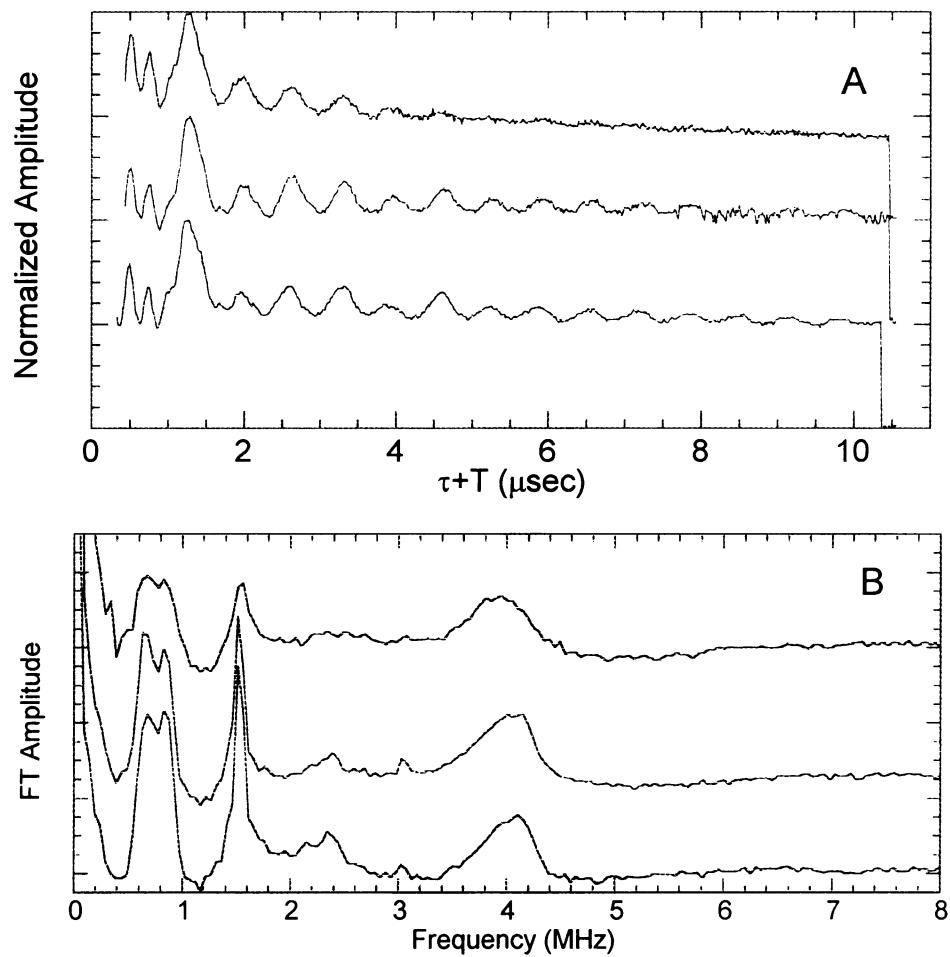 A
Normalized Amplitude
0 2 4 6 8 10
τ+T (μsec)
B
FT Amplitude
0 1 2 3 4 5 6 7 8
Frequency (MHz)